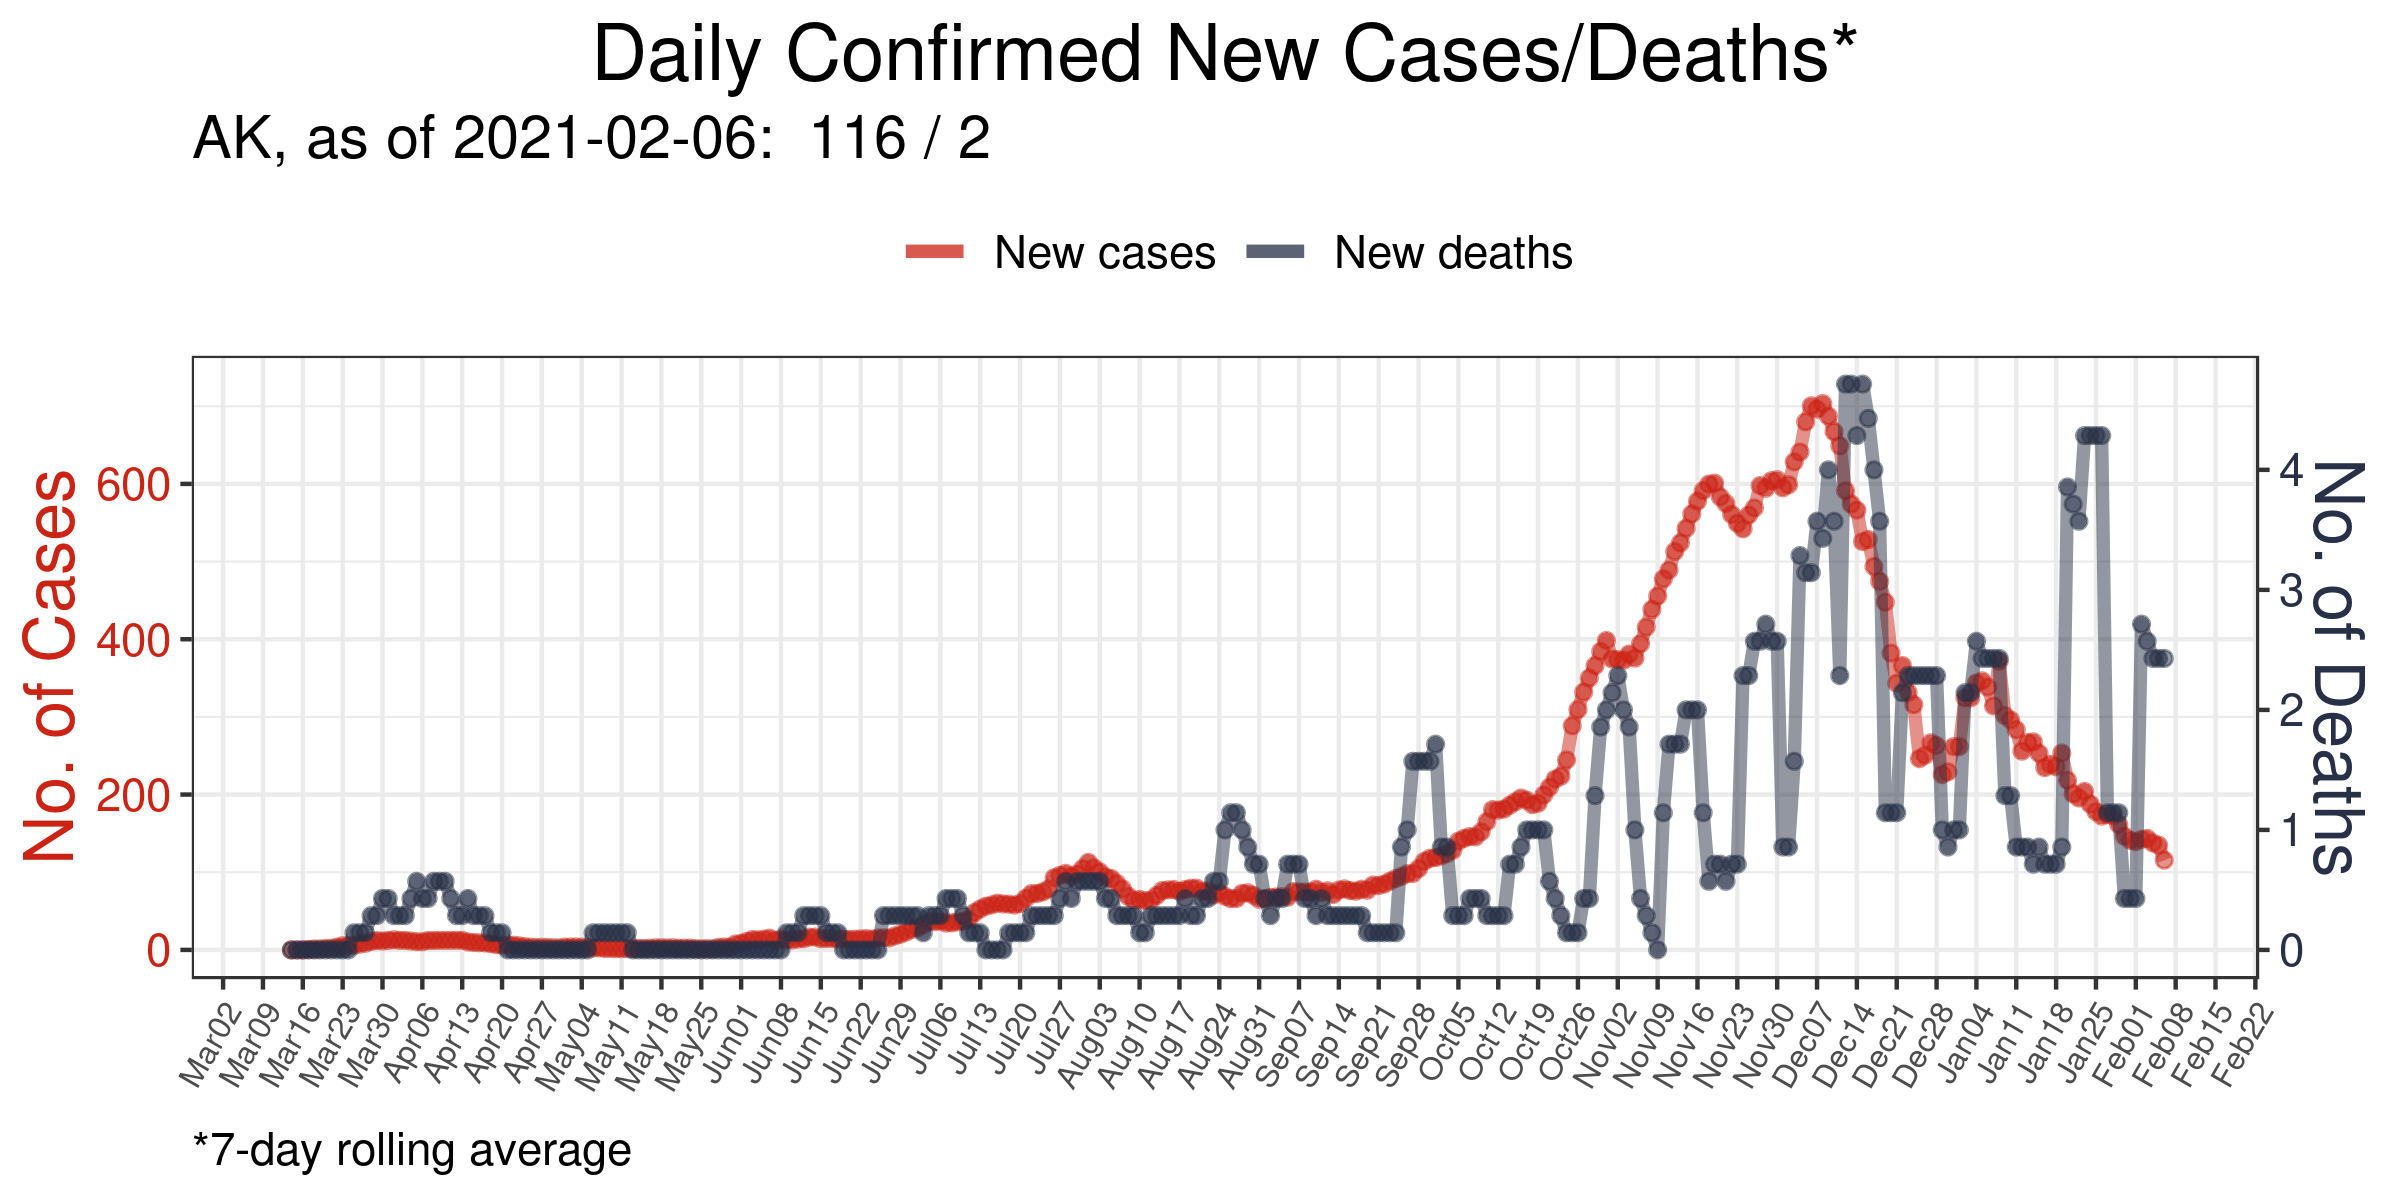 Daily Confirmed New Cases/Deaths*
AK, as of 2021-02-06:  116 / 2
New cases
New deaths
No. of Cases
600
400
200
0
4
3
2
1
0
No. of Deaths
Mar02
Mar09
Mar16
Mar23
Mar30
Apr06
Apr13
Apr20
Apr27
May04
May11
May18
May25
Jun01
Jun08
Jun15
Jun22
Jun29
Jul06
Jul13
Jul20
Jul27
Aug03
Aug10
Aug17
Aug24
Aug31
Sep07
Sep14
Sep21
Sep28
Oct05
Oct12
Oct19
Oct26
Nov02
Nov09
Nov16
Nov23
Nov30
Dec07
Dec14
Dec21
Dec28
Jan04
Jan11
Jan18
Jan25
Feb01
Feb08
Feb15
Feb22
*7-day rolling average